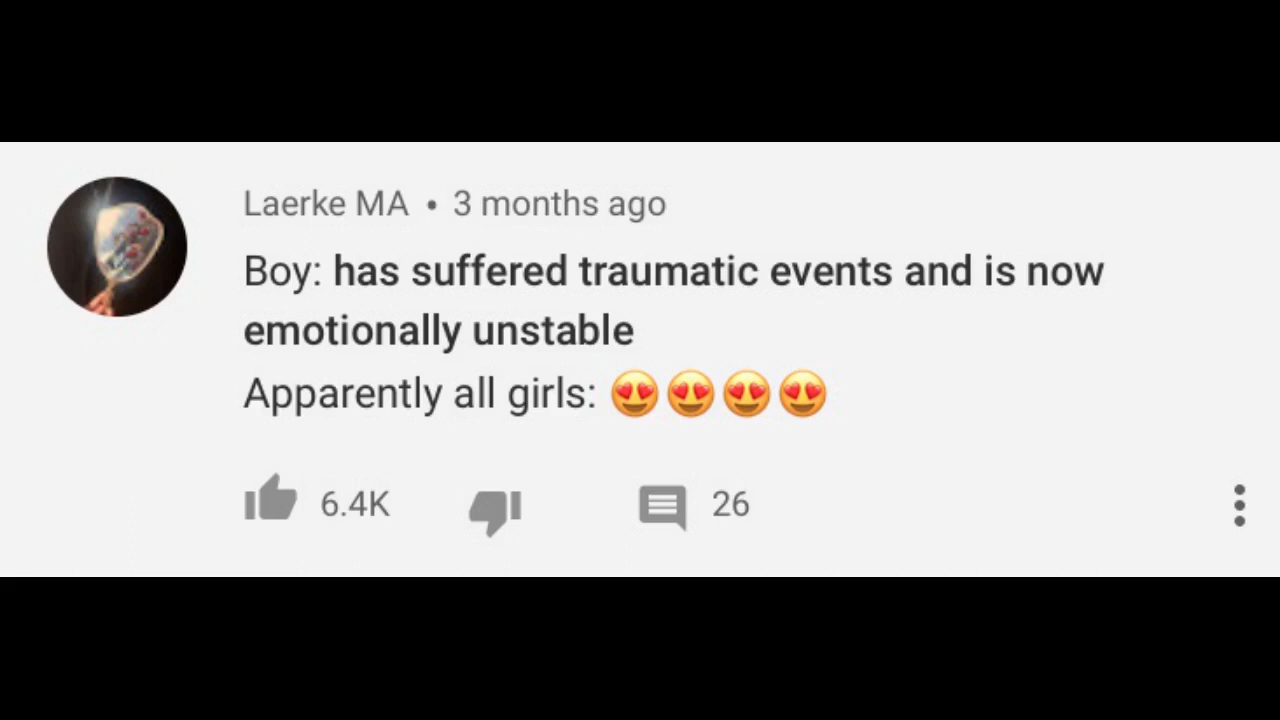 Laerke MA • 3 months ago
Boy: has suffered traumatic events and is now
emotionally unstable
Apparently all girls: 😍😍😍😍
6.4K 26